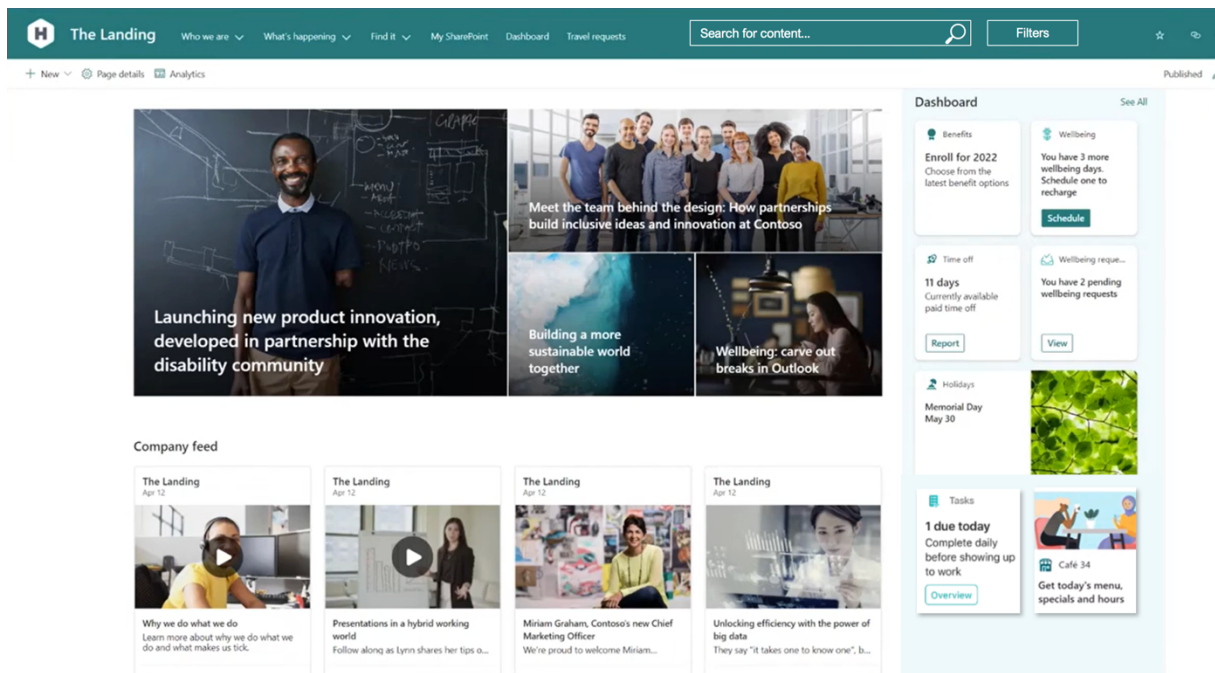 H
The Landing
Who we are
What's happening
Find it
My SharePoint
Dashboard
Travel requests
Search for content...
Filters
New
Page details
Analytics
Published
Launching new product innovation,
developed in partnership with the
disability community
Meet the team behind the design: How partnerships
build inclusive ideas and innovation at Contoso
Building a more
sustainable world
together
Wellbeing: carve out
breaks in Outlook
Company feed
The Landing
Apr 12
Why we do what we do
Learn more about why we do what we
do and what makes us tick.
The Landing
Apr 12
Presentations in a hybrid working
world
Follow along as Lynn shares her tips o...
The Landing
Apr 12
Miriam Graham, Contoso's new Chief
Marketing Officer
We're proud to welcome Miriam...
The Landing
Apr 12
Unlocking efficiency with the power of
big data
They say "it takes one to know one", b...
Dashboard
See All
Benefits
Enroll for 2022
Choose from the
latest benefit options
Wellbeing
You have 3 more
wellbeing days.
Schedule one to
recharge
Schedule
Time off
11 days
Currently available
paid time off
Report
Wellbeing reque...
You have 2 pending
wellbeing requests
View
Holidays
Memorial Day
May 30
Tasks
1 due today
Complete daily
before showing up
to work
Overview
Café 34
Get today's menu,
specials and hours